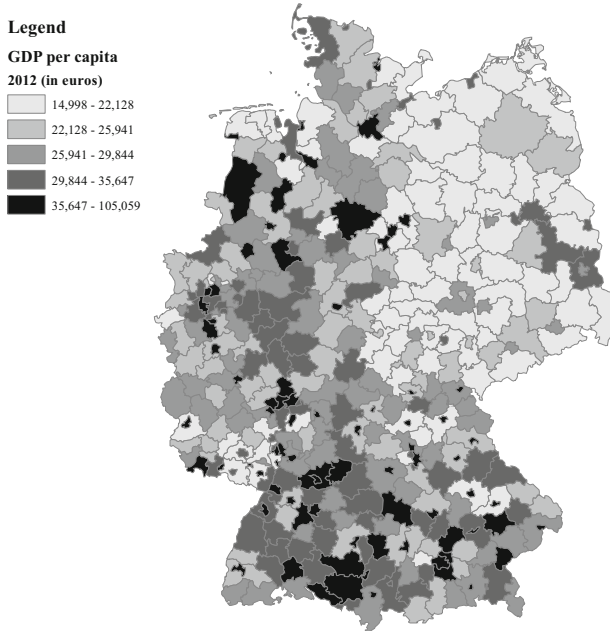 Legend
GDP per capita
2012 (in euros)
14,998 - 22,128
22,128 - 25,941
25,941 - 29,844
29,844 - 35,647
35,647 - 105,059